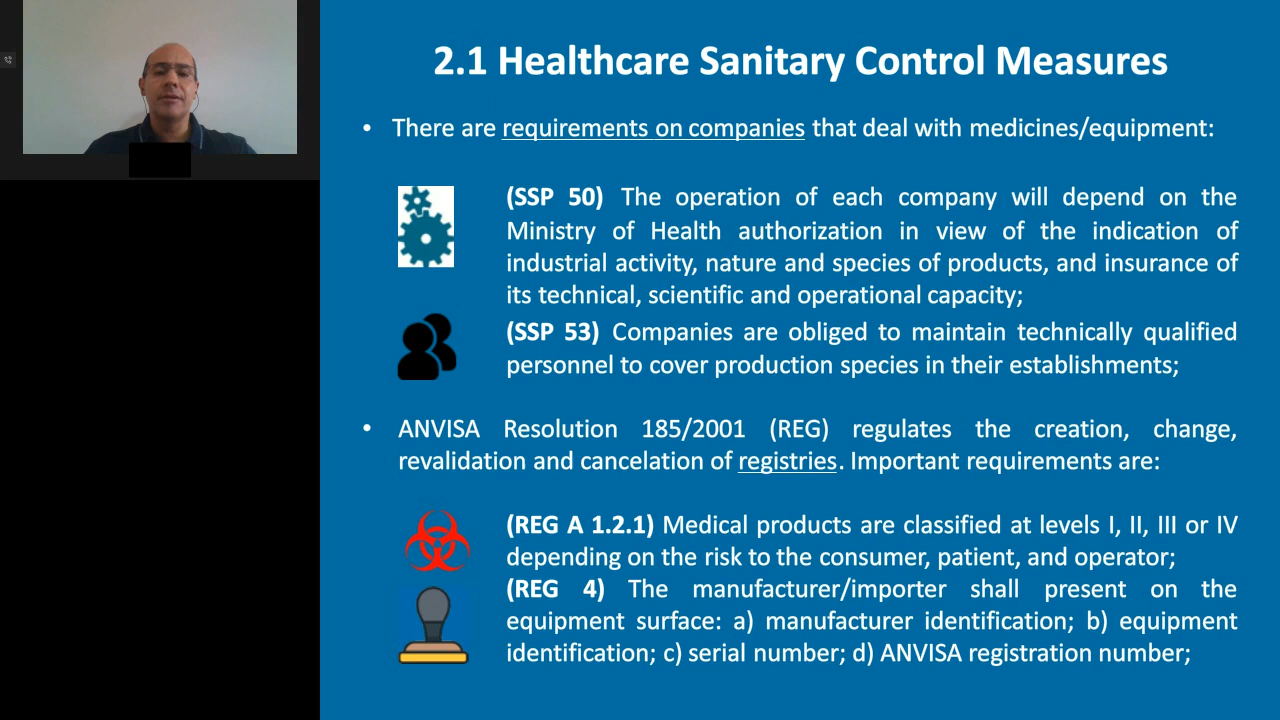 2.1 Healthcare Sanitary Control Measures
• There are requirements on companies that deal with medicines/equipment:
(SSP 50) The operation of each company will depend on the
Ministry of Health authorization in view of the indication of
industrial activity, nature and species of products, and insurance of
its technical, scientific and operational capacity;
(SSP 53) Companies are obliged to maintain technically qualified
personnel to cover production species in their establishments;
• ANVISA Resolution 185/2001 (REG) regulates the creation, change,
revalidation and cancelation of registries. Important requirements are:
(REG A 1.2.1) Medical products are classified at levels I, II, III or IV
depending on the risk to the consumer, patient, and operator;
(REG 4) The manufacturer/importer shall present on the
equipment surface: a) manufacturer identification; b) equipment
identification; c) serial number; d) ANVISA registration number;